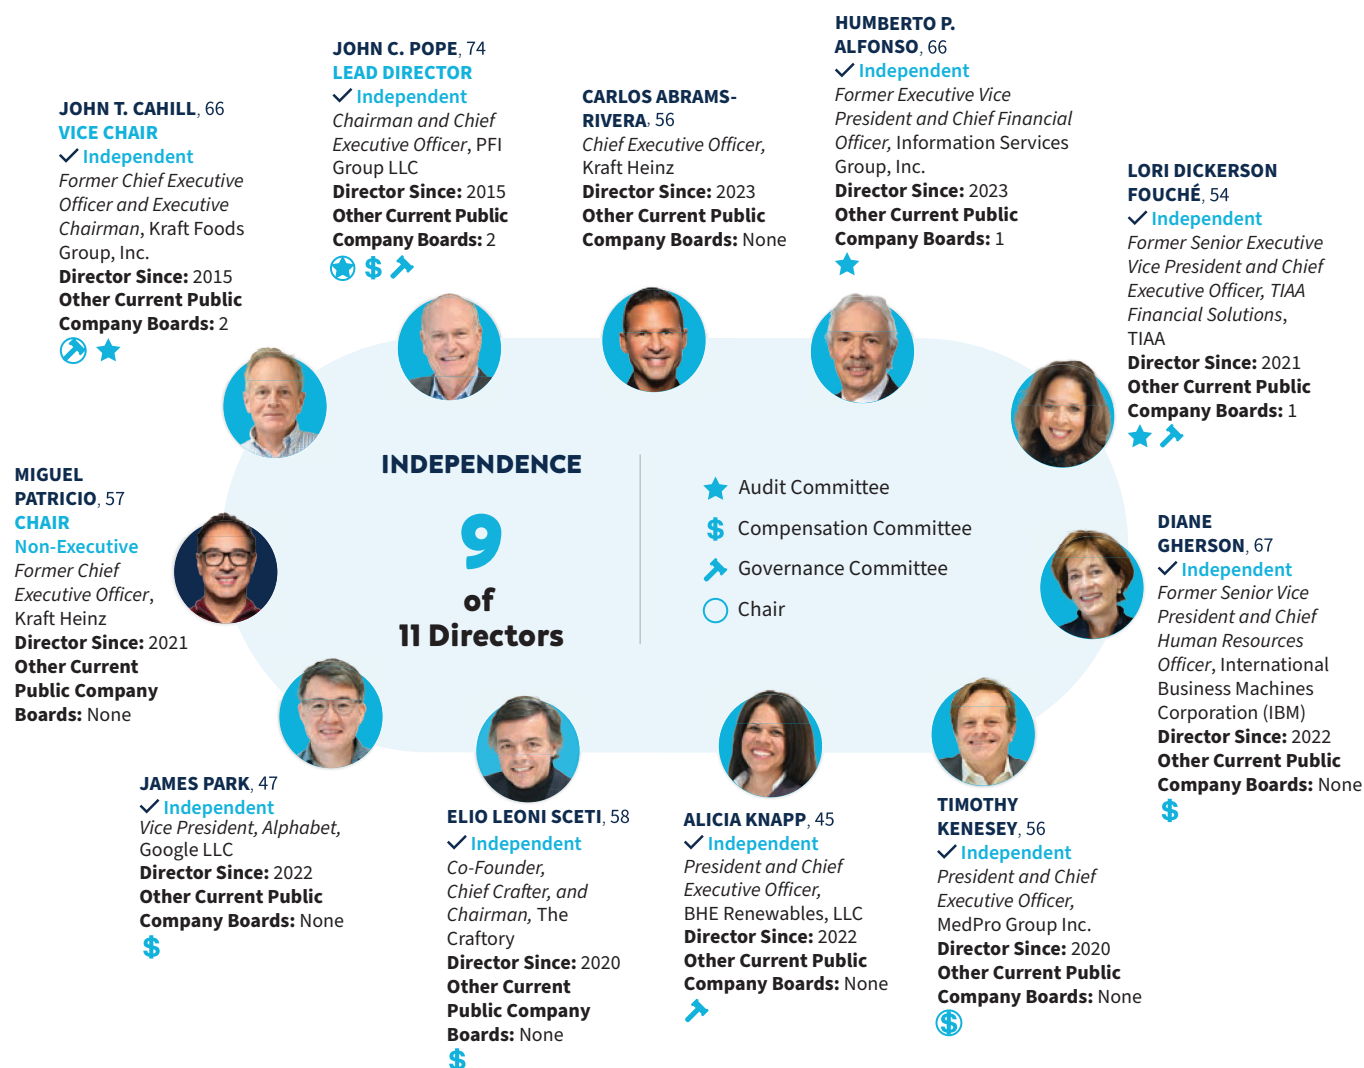 JOHN T. CAHILL, 66
VICE CHAIR
Independent
Former Chief Executive
Officer and Executive
Chairman, Kraft Foods
Group, Inc.
Director Since: 2015
Other Current Public
Company Boards: 2
JOHN C. POPE, 74
LEAD DIRECTOR
Independent
Chairman and Chief
Executive Officer, PFI
Group LLC
Director Since: 2015
Other Current Public
Company Boards: 2
$
CARLOS ABRAMS-
RIVERA, 56
Chief Executive Officer,
Kraft Heinz
Director Since: 2023
Other Current Public
Company Boards: None
HUMBERTO P.
ALFONSO, 66
Independent
Former Executive Vice
President and Chief Financial
Officer, Information Services
Group, Inc.
Director Since: 2023
Other Current Public
Company Boards: 1
LORI DICKERSON
FOUCHÉ, 54
Independent
Former Senior Executive
Vice President and Chief
Executive Officer, TIAA
Financial Solutions,
TIAA
Director Since: 2021
Other Current Public
Company Boards: 1
MIGUEL
PATRICIO, 57
CHAIR
Non-Executive
Former Chief
Executive Officer,
Kraft Heinz
Director Since: 2021
Other Current
Public Company
Boards: None
INDEPENDENCE
9
of
11 Directors
Audit Committee
$ Compensation Committee
Governance Committee
Chair
DIANE
GHERSON, 67
Independent
Former Senior Vice
President and Chief
Human Resources
Officer, International
Business Machines
Corporation (IBM)
Director Since: 2022
Other Current Public
Company Boards: None
$
JAMES PARK, 47
Independent
Vice President, Alphabet,
Google LLC
Director Since: 2022
Other Current Public
Company Boards: None
$
ELIO LEONI SCETI, 58
Independent
Co-Founder,
Chief Crafter, and
Chairman, The
Craftory
Director Since: 2020
Other Current
Public Company
Boards: None
$
ALICIA KNAPP, 45
Independent
President and Chief
Executive Officer,
BHE Renewables, LLC
Director Since: 2022
Other Current Public
Company Boards: None
TIMOTHY
KENESEY, 56
Independent
President and Chief
Executive Officer,
MedPro Group Inc.
Director Since: 2020
Other Current Public
Company Boards: None
$